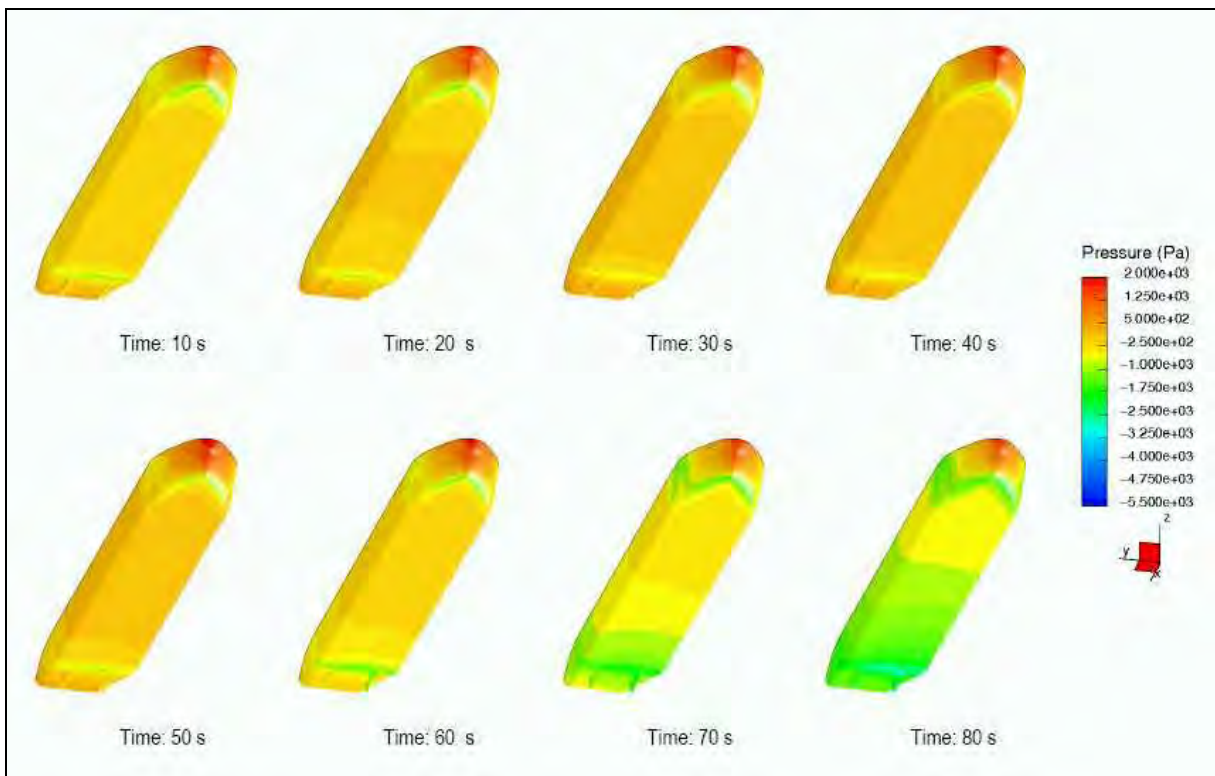 Time: 10 s
Time: 20 s
Time: 30 s
Time: 40 s
Pressure (Pa)
2.000e+03
1.250e+03
5.000e+02
-2.500e+02
-1.000e+03
-1.750e+03
-2.500e+03
-3.250e+03
-4.000e+03
-4.750e+03
-5.500e+03
z
y
x
Time: 50 s
Time: 60 s
Time: 70 s
Time: 80 s